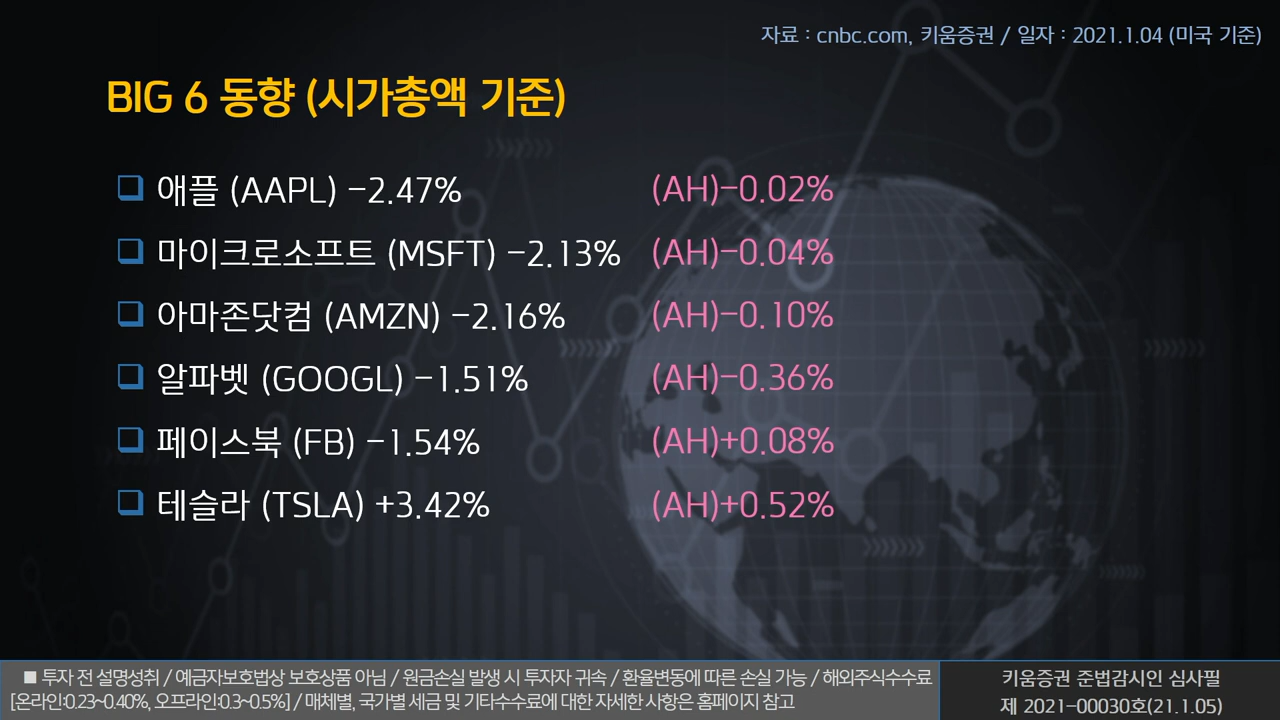 자료 : cnbc.com, 키움증권 / 일자 : 2021.1.04 (미국 기준)
BIG 6 동향 (시가총액 기준)
❑ 애플 (AAPL) -2.47% (AH)-0.02%
❑ 마이크로소프트 (MSFT) -2.13% (AH)-0.04%
❑ 아마존닷컴 (AMZN) -2.16% (AH)-0.10%
❑ 알파벳 (GOOGL) -1.51% (AH)-0.36%
❑ 페이스북 (FB) -1.54% (AH)+0.08%
❑ 테슬라 (TSLA) +3.42% (AH)+0.52%
■ 투자 전 설명성취 / 예금자보호법상 보호상품 아님 / 원금손실 발생 시 투자자 귀속 / 환율변동에 따른 손실 가능 / 해외주식수수료
[온라인:0.23~0.40%, 오프라인:0.3~0.5%] / 매체별, 국가별 세금 및 기타수수료에 대한 자세한 사항은 홈페이지 참고
키움증권 준법감시인 심사필
제 2021-00030호(21.1.05)